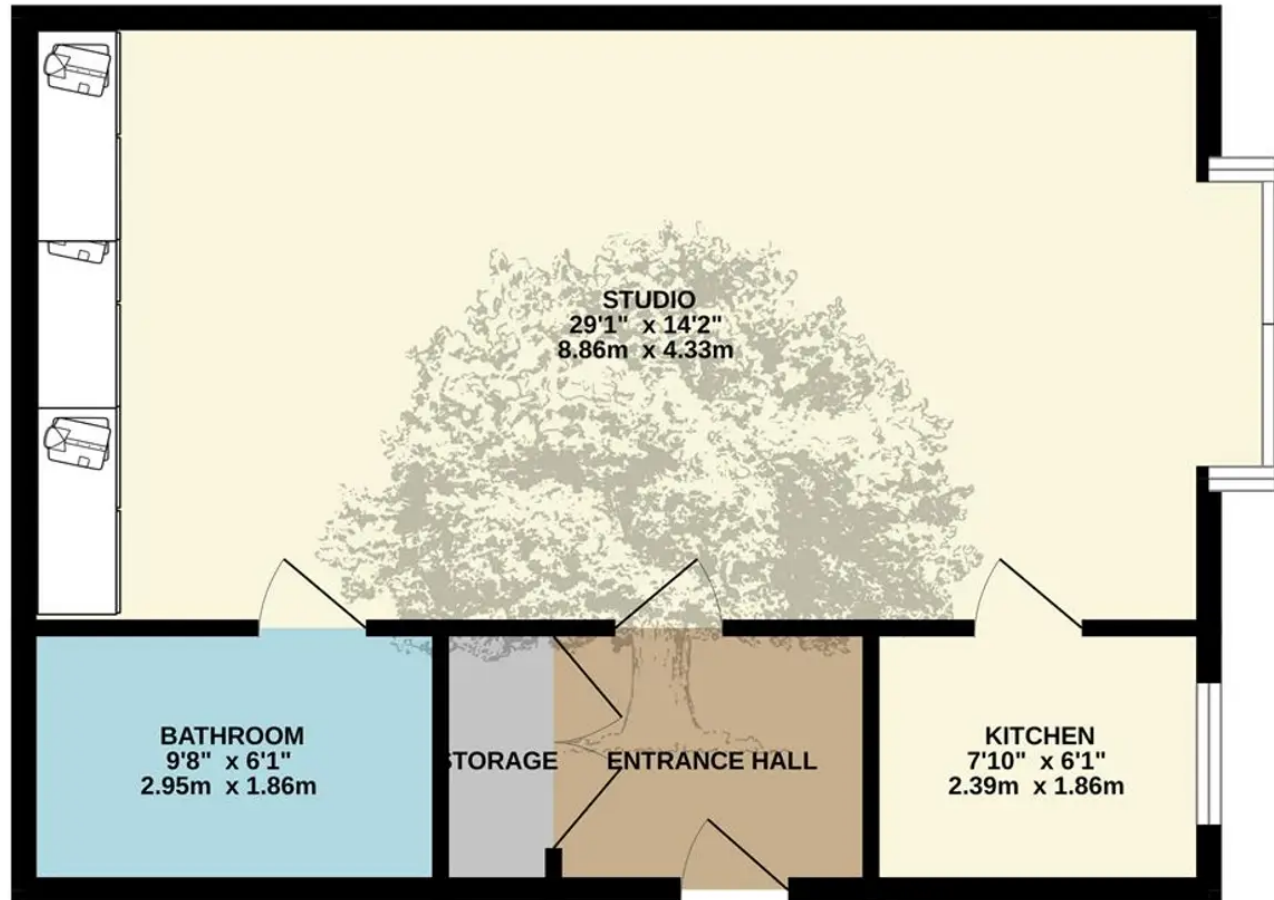 STUDIO
29'1" x 14'2"
8.86m x 4.33m
BATHROOM
9'8" x 6'1"
2.95m x 1.86m
STORAGE
ENTRANCE HALL
KITCHEN
7'10" x 6'1"
2.39m x 1.86m